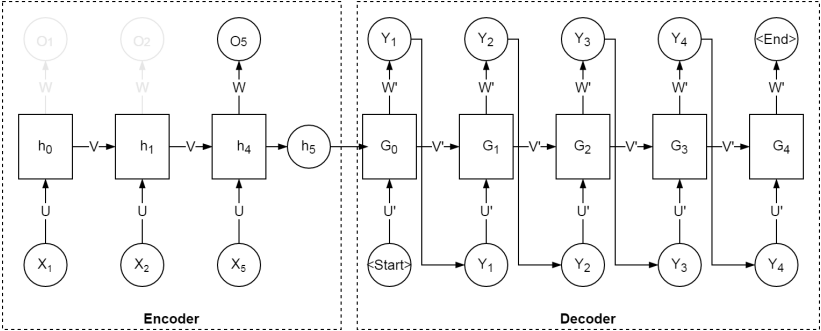 O₁ O₂ O₅ Y₁ Y₂ Y₃ Y₄ <End>
W W W W' W' W' W' W'
h₀ V h₁ V h₄ h₅ G₀ V' G₁ V' G₂ V' G₃ V' G₄
U U U U' U' U' U' U'
X₁ X₂ X₅ <Start> Y₁ Y₂ Y₃ Y₄
Encoder Decoder